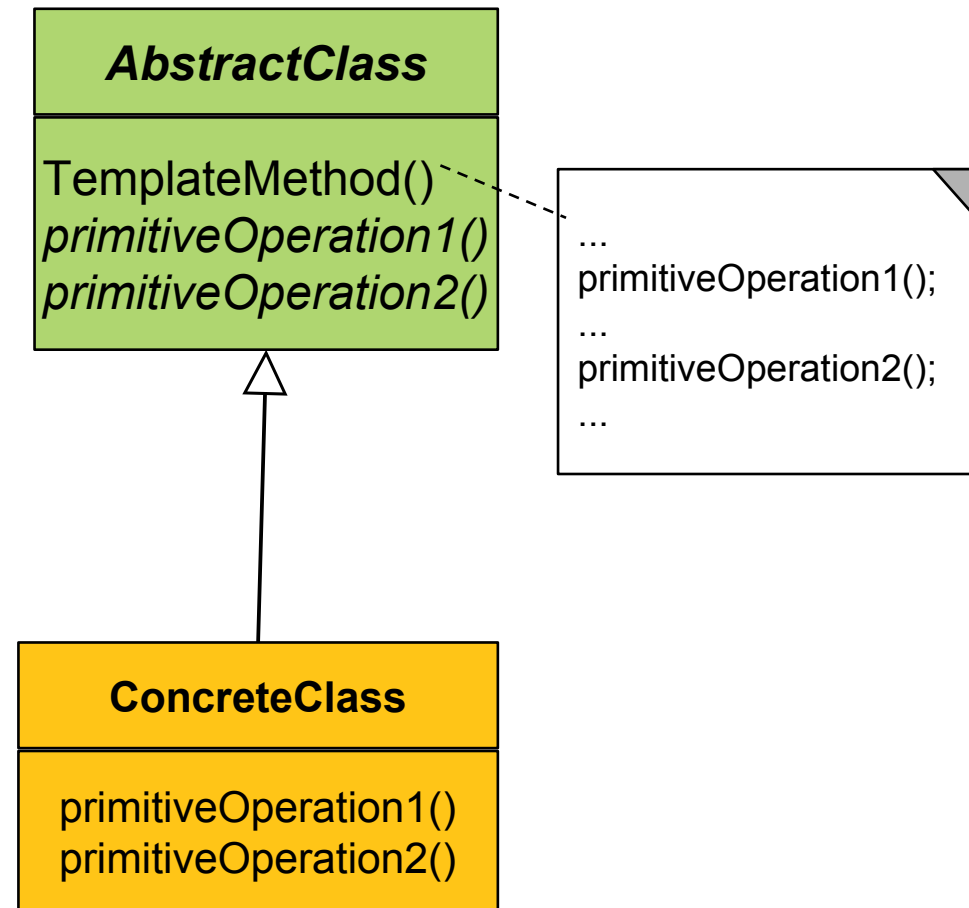 AbstractClass
TemplateMethod()
primitiveOperation1()
primitiveOperation2()
...
primitiveOperation1();
...
primitiveOperation2();
...
ConcreteClass
primitiveOperation1()
primitiveOperation2()